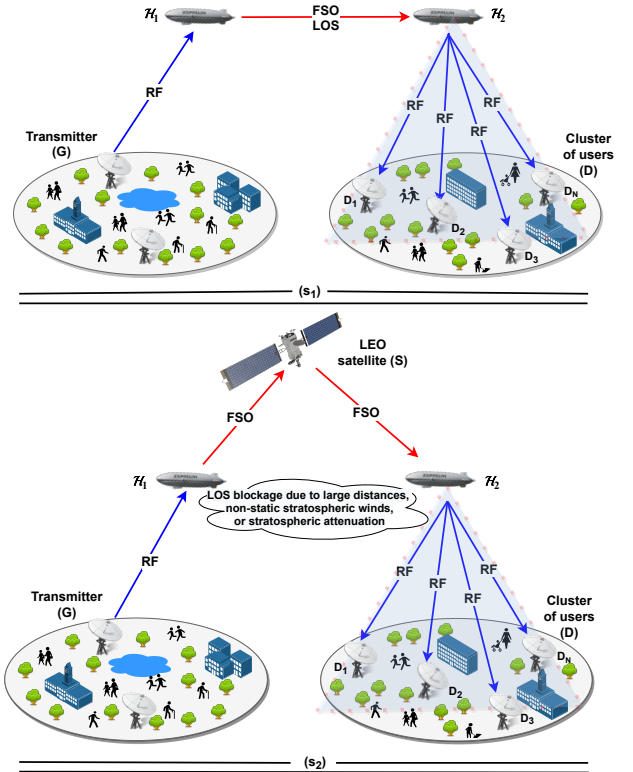 H₁
FSO
LOS
H₂
RF
RF
RF
RF
RF
Transmitter
(G)
Cluster
of users
(D)
D₁
D₂
D₃
D_N
(s₁)
LEO
satellite (S)
FSO
FSO
H₁
H₂
LOS blockage due to large distances,
non-static stratospheric winds,
or stratospheric attenuation
RF
RF
RF
RF
RF
Transmitter
(G)
Cluster
of users
(D)
D₁
D₂
D₃
D_N
(s₂)